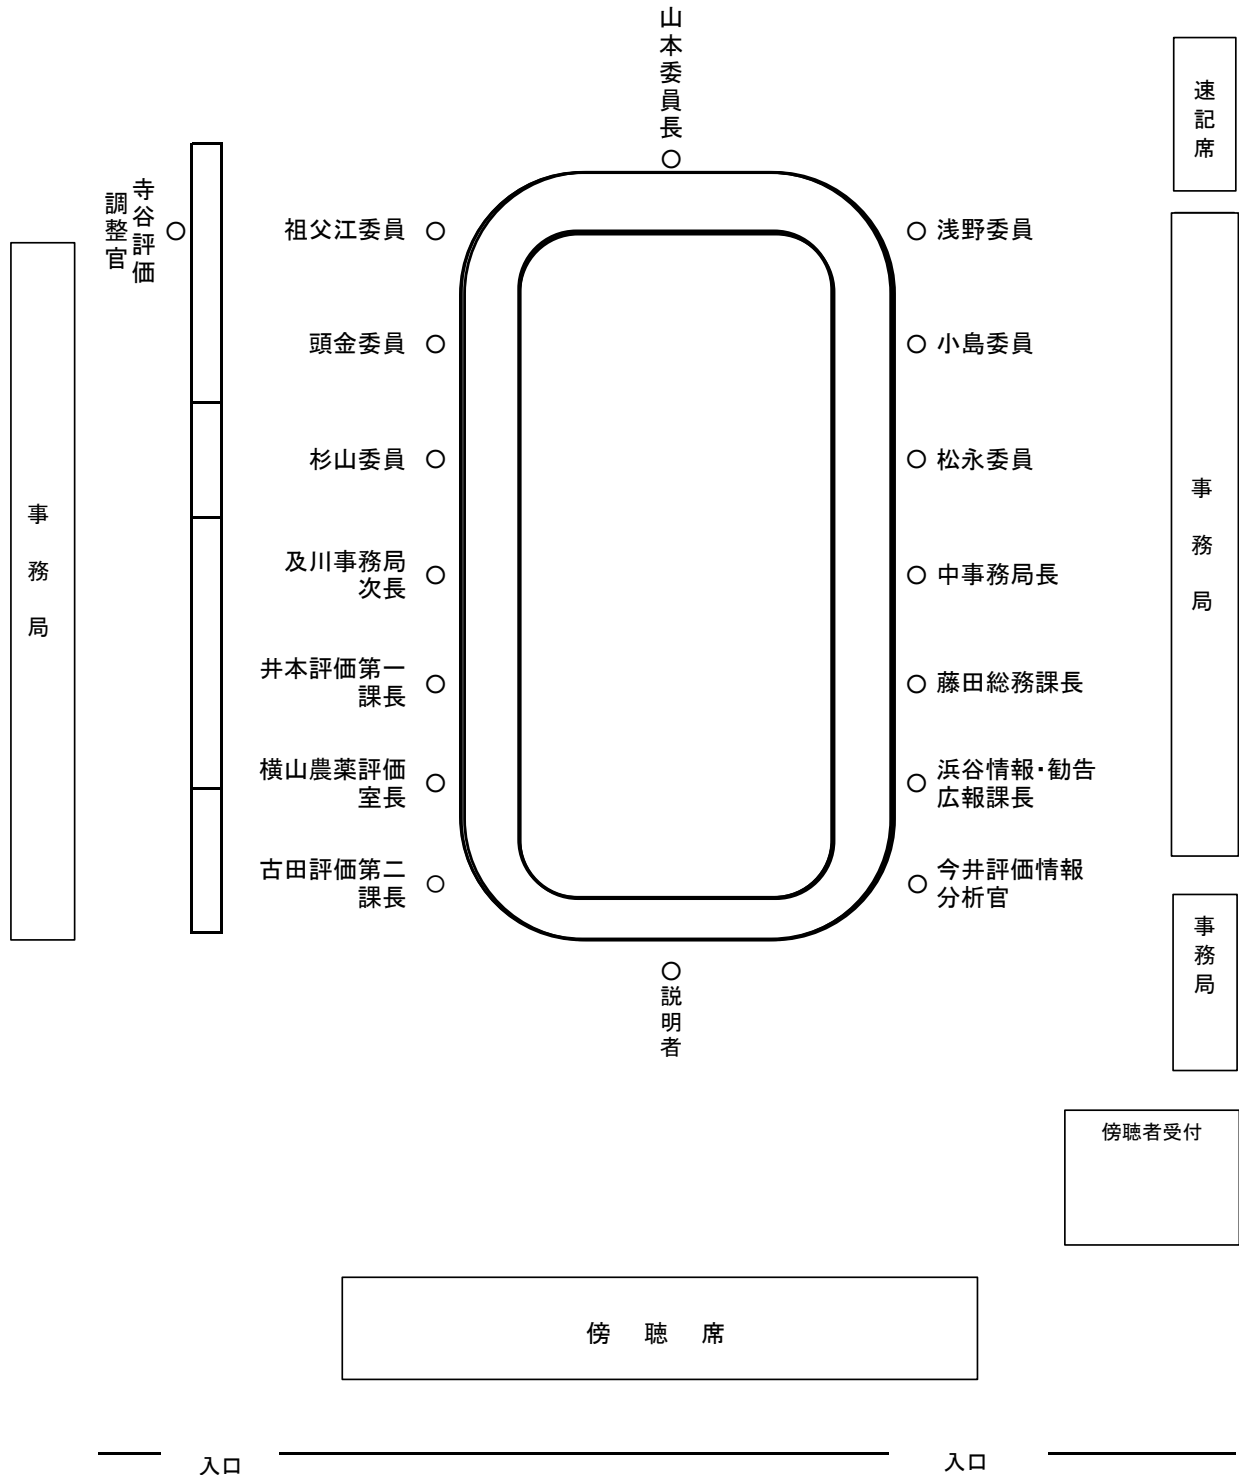 山本委員長
速記席
寺谷評価
調整官
祖父江委員
浅野委員
頭金委員
小島委員
杉山委員
松永委員
事務局
事務局
及川事務局
次長
中事務局長
井本評価第一
課長
藤田総務課長
横山農薬評価
室長
浜谷情報・勧告
広報課長
古田評価第二
課長
今井評価情報
分析官
事務局
説明者
傍聴者受付
傍聴席
入口
入口